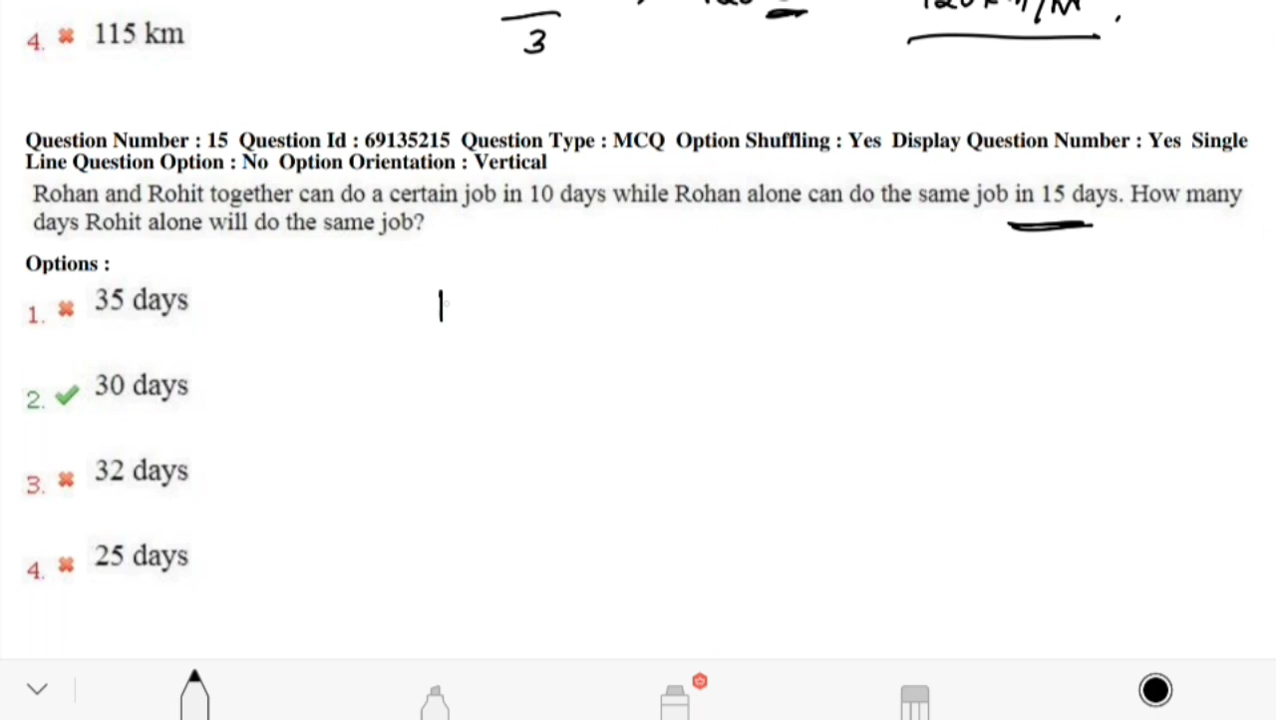 4. 115 km
3
Question Number : 15 Question Id : 69135215 Question Type : MCQ Option Shuffling : Yes Display Question Number : Yes Single
Line Question Option : No Option Orientation : Vertical
Rohan and Rohit together can do a certain job in 10 days while Rohan alone can do the same job in 15 days. How many
days Rohit alone will do the same job?
Options :
1. 35 days
2. 30 days
3. 32 days
4. 25 days